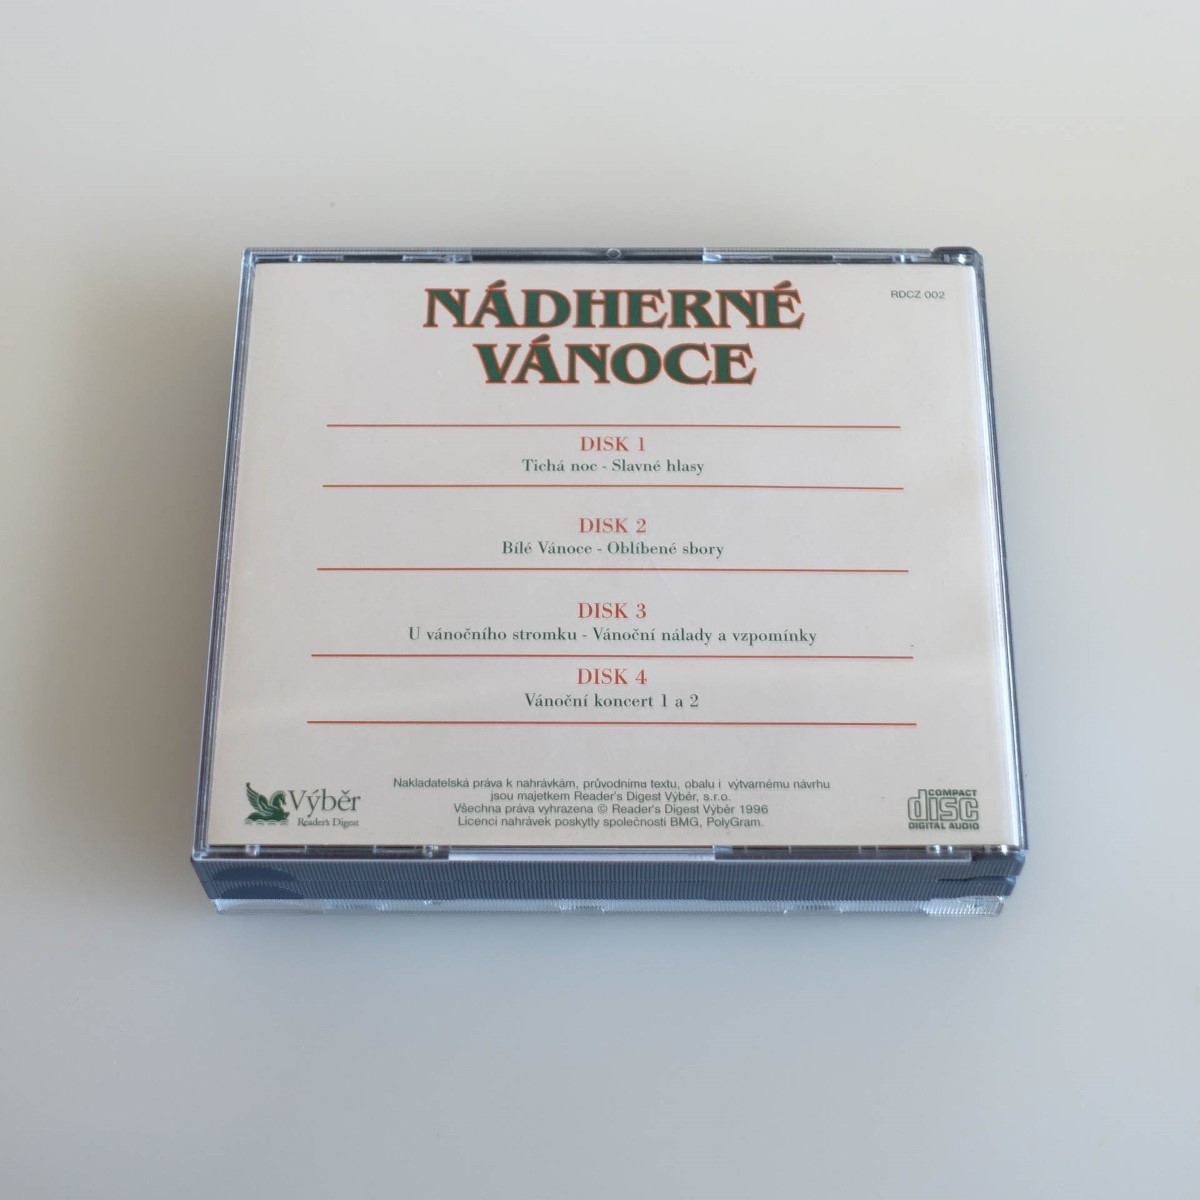 NÁDHERNÉ
VÁNOCE
RDCZ 002
DISK 1
Tichá noc - Slavné hlasy
DISK 2
Bílé Vánoce - Oblíbené sbory
DISK 3
U vánočního stromku - Vánoční nálady a vzpomínky
DISK 4
Vánoční koncert 1 a 2
Nakladatelská práva k nahrávkám, průvodnímu textu, obalu i výtvarnému návrhu
jsou majetkem Reader's Digest Výběr, s.r.o.
Všechna práva vyhrazena © Reader's Digest Výběr 1996
Licenci nahrávek poskytly společnosti BMG, PolyGram.
Výběr
Reader's Digest
COMPACT
disc
DIGITAL AUDIO